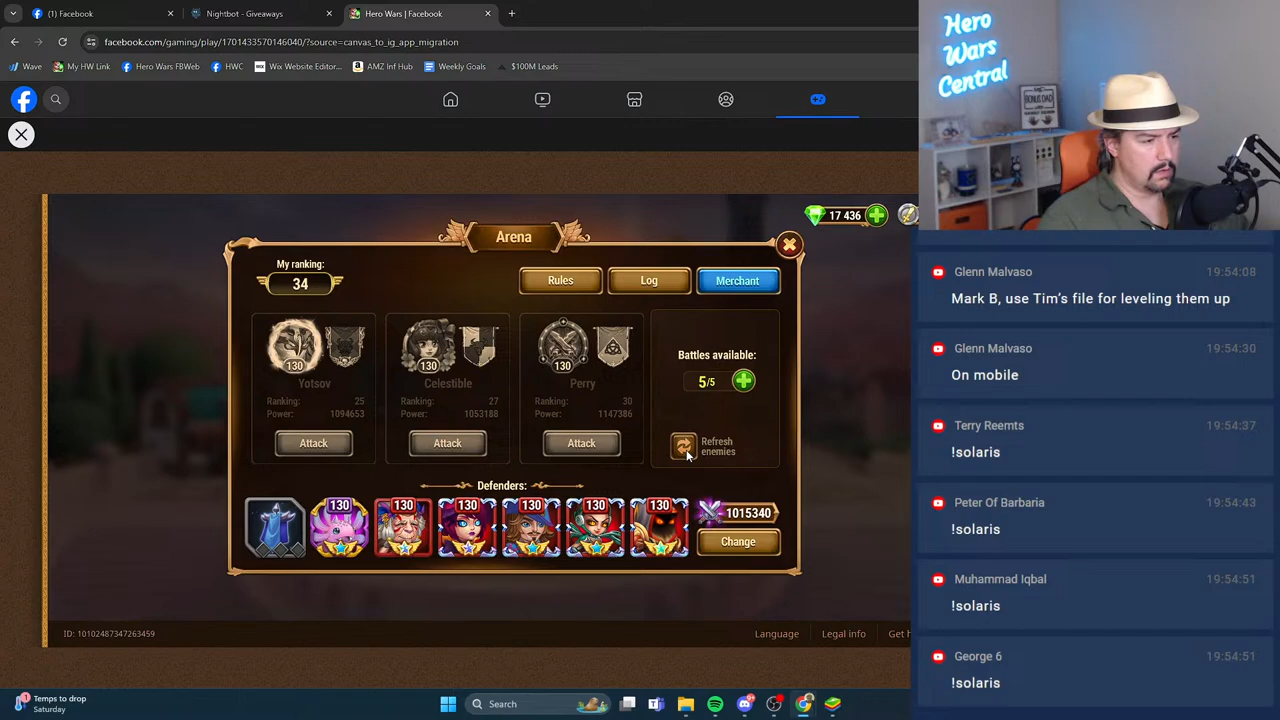 (1) Facebook
Nightbot - Giveaways
Hero Wars | Facebook
facebook.com/gaming/play/1701433570146040/?source=canvas_to_ig_app_migration
Wave
My HW Link
Hero Wars FBWeb
HWC
Wix Website Editor...
AMZ Inf Hub
Weekly Goals
$100M Leads
17 436
Arena
My ranking:
34
Rules
Log
Merchant
130
Yotsov
Ranking: 25
Power: 1094653
Attack
130
Celestible
Ranking: 27
Power: 1053188
Attack
130
Perry
Ranking: 30
Power: 1147386
Attack
Battles available:
5/5
Refresh
enemies
Defenders:
130
130
130
130
130
130
1015340
Change
ID: 10102487347263459
Language
Legal info
Get h
Hero
Wars
Central
BONUS
DAD
Glenn Malvaso
19:54:08
Mark B, use Tim’s file for leveling them up
Glenn Malvaso
19:54:30
On mobile
Terry Reemts
19:54:37
!solaris
Peter Of Barbaria
19:54:43
!solaris
Muhammad Iqbal
19:54:51
!solaris
George 6
19:54:51
!solaris
1
Temps to drop
Saturday
Search